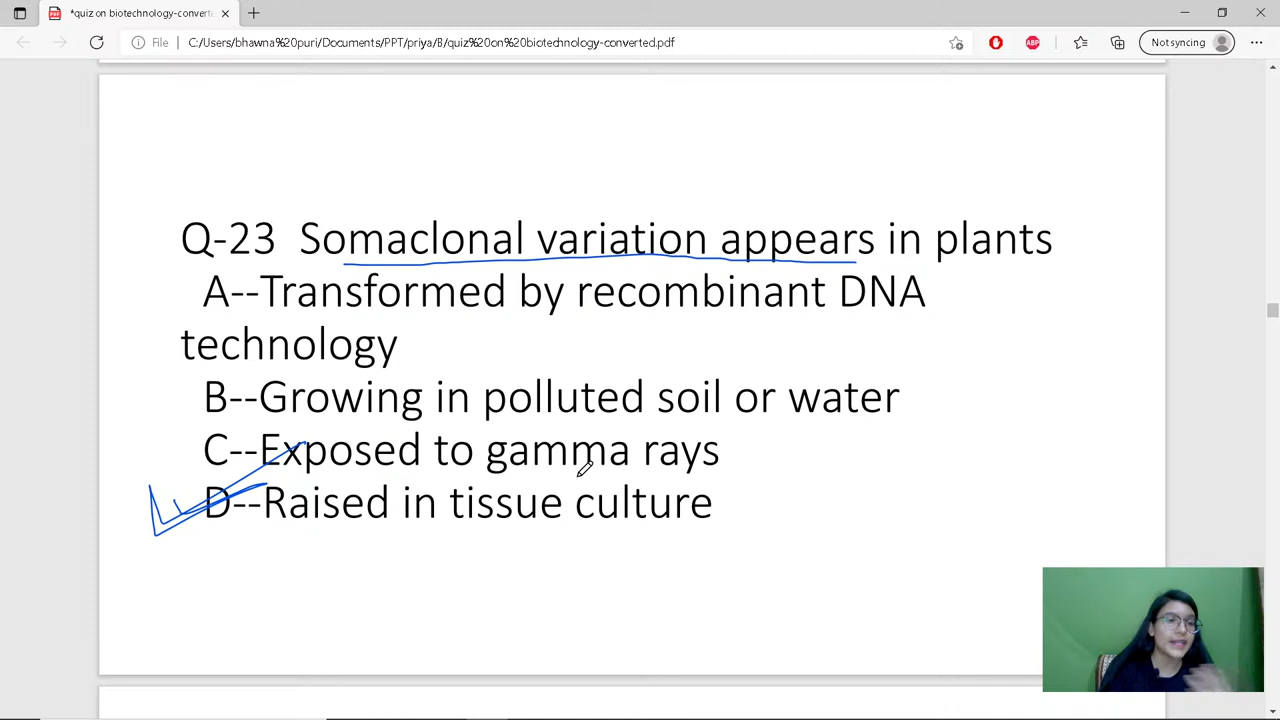 *quiz on biotechnology-converte
File
C:/Users/bhawna%20puri/Documents/PPT/priya/B/quiz%20on%20biotechnology-converted.pdf
ABP
Not syncing
Q-23 Somaclonal variation appears in plants
A--Transformed by recombinant DNA
technology
B--Growing in polluted soil or water
C--Exposed to gamma rays
D--Raised in tissue culture